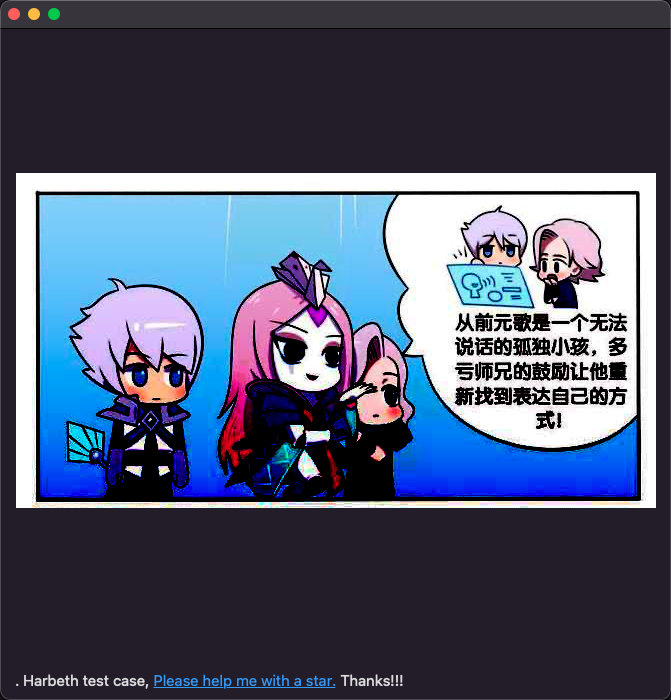 从前元歌是一个无法
说话的孤独小孩，多
亏师兄的鼓励让他重
新找到表达自己的方
式！
. Harbeth test case, Please help me with a star. Thanks!!!